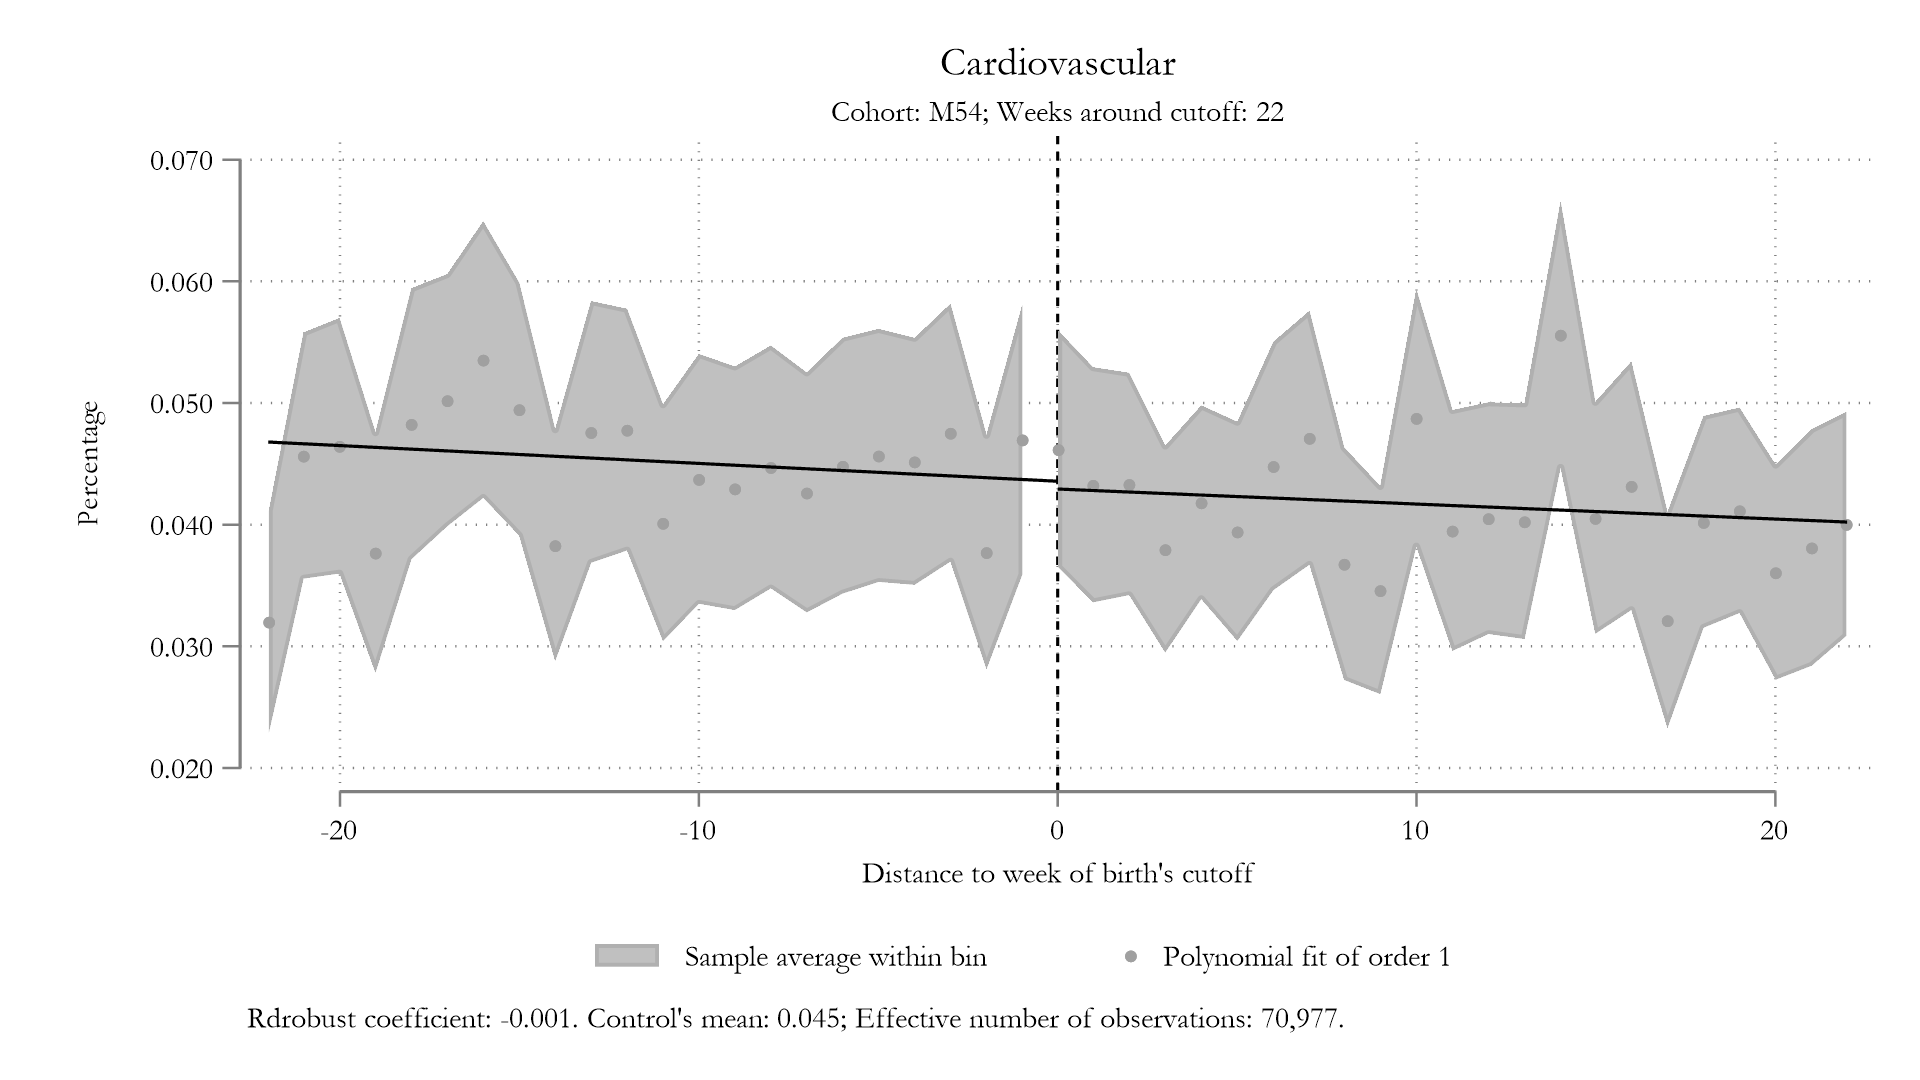 Cardiovascular
Cohort: M54; Weeks around cutoff: 22
0.070
0.060
0.050
0.040
0.030
0.020
Percentage
-20 -10 0 10 20
Distance to week of birth's cutoff
Sample average within bin Polynomial fit of order 1
Rdrobust coefficient: -0.001. Control's mean: 0.045; Effective number of observations: 70,977.